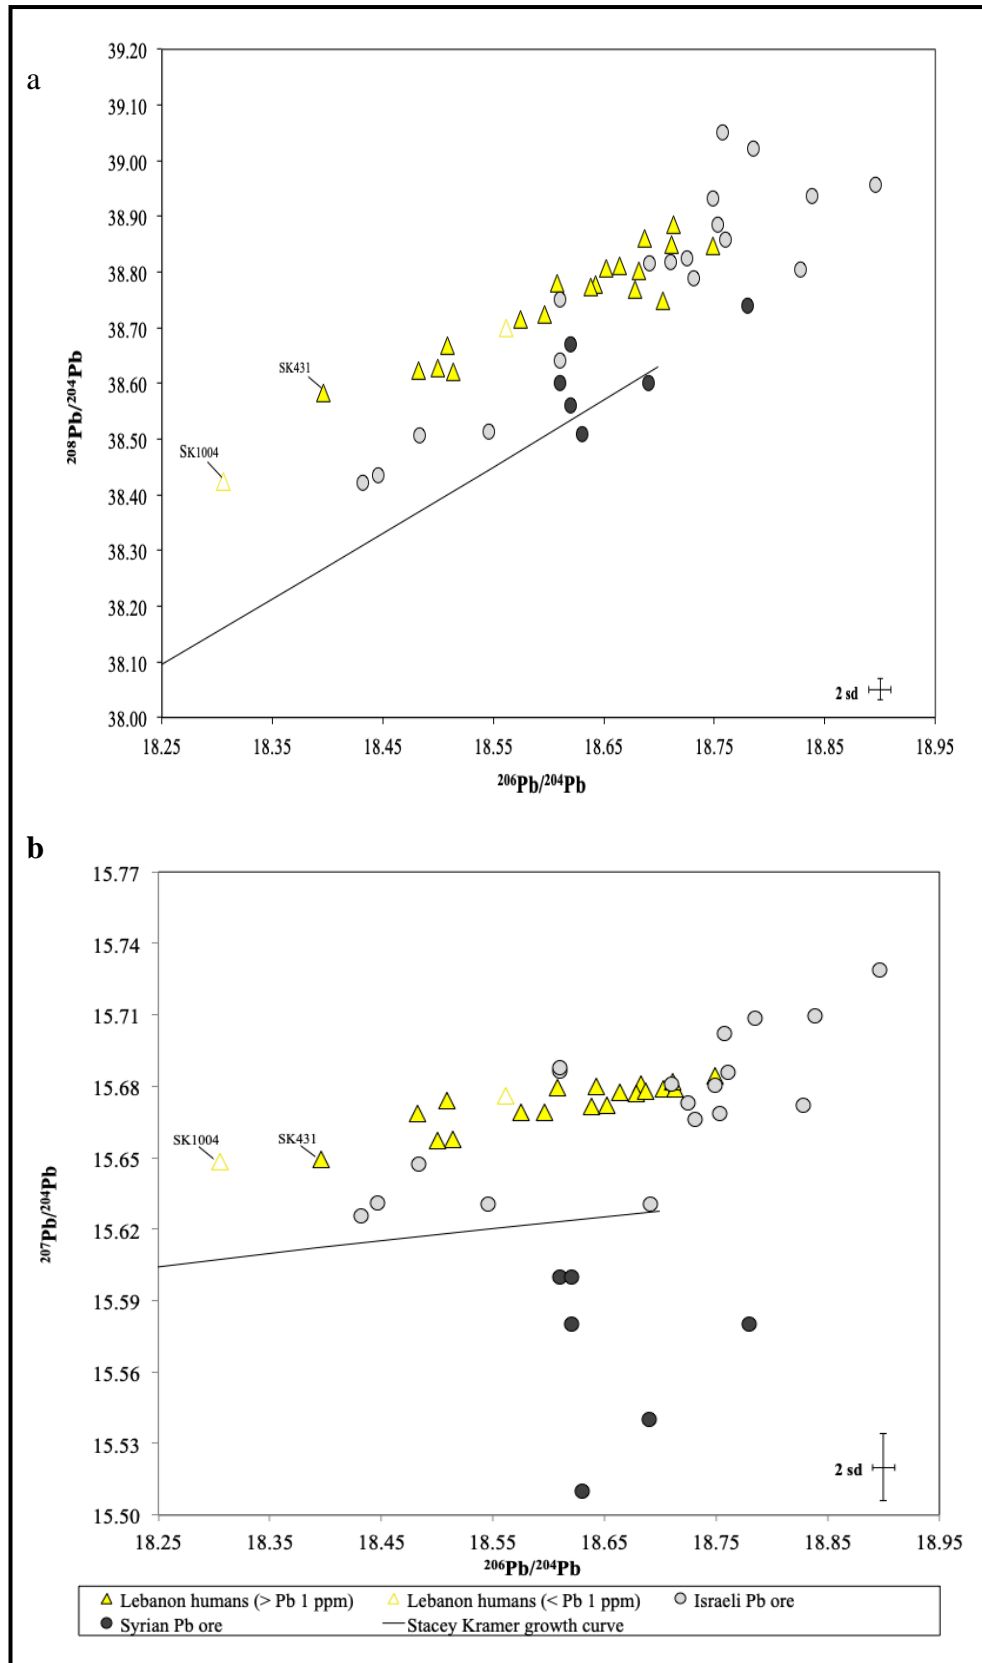 a
39.20
39.10
39.00
38.90
38.80
38.70
38.60
38.50
38.40
38.30
38.20
38.10
38.00
²⁰⁸Pb/²⁰⁴Pb
SK431
SK1004
2 sd
18.25 18.35 18.45 18.55 18.65 18.75 18.85 18.95
²⁰⁶Pb/²⁰⁴Pb
b
15.77
15.74
15.71
15.68
15.65
15.62
15.59
15.56
15.53
15.50
²⁰⁷Pb/²⁰⁴Pb
SK1004 SK431
2 sd
18.25 18.35 18.45 18.55 18.65 18.75 18.85 18.95
²⁰⁶Pb/²⁰⁴Pb
Lebanon humans (> Pb 1 ppm) Lebanon humans (< Pb 1 ppm) Israeli Pb ore
Syrian Pb ore Stacey Kramer growth curve